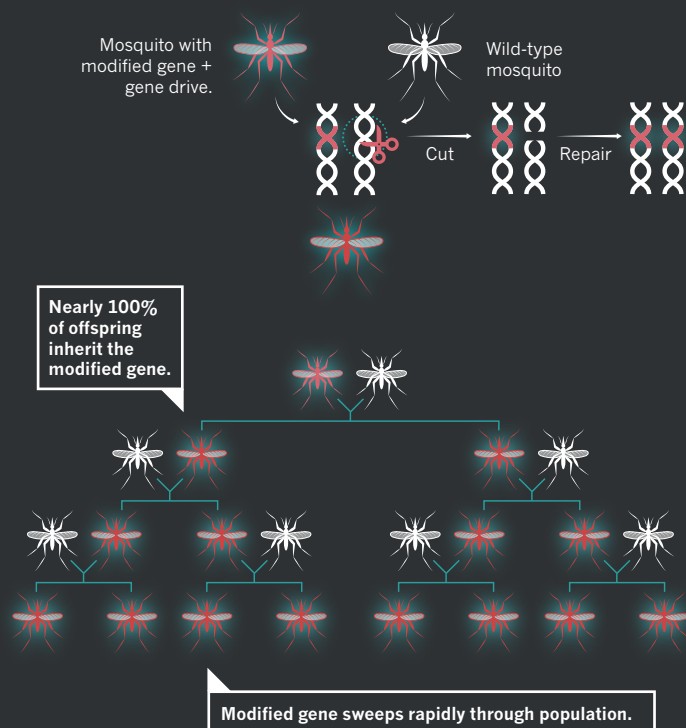 Mosquito with
modified gene +
gene drive.
Wild-type
mosquito
Cut
Repair
Nearly 100%
of offspring
inherit the
modified gene.
Modified gene sweeps rapidly through population.